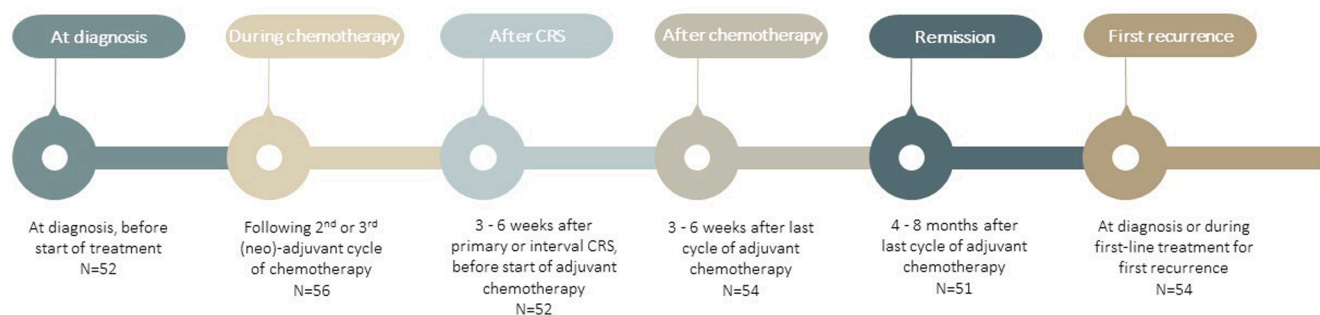 At diagnosis
During chemotherapy
After CRS
After chemotherapy
Remission
First recurrence
At diagnosis, before
start of treatment
N=52
Following 2nd or 3rd
(neo)-adjuvant cycle
of chemotherapy
N=56
3 - 6 weeks after
primary or interval CRS,
before start of adjuvant
chemotherapy
N=52
3 - 6 weeks after last
cycle of adjuvant
chemotherapy
N=54
4 - 8 months after
last cycle of adjuvant
chemotherapy
N=51
At diagnosis or during
first-line treatment for
first recurrence
N=54